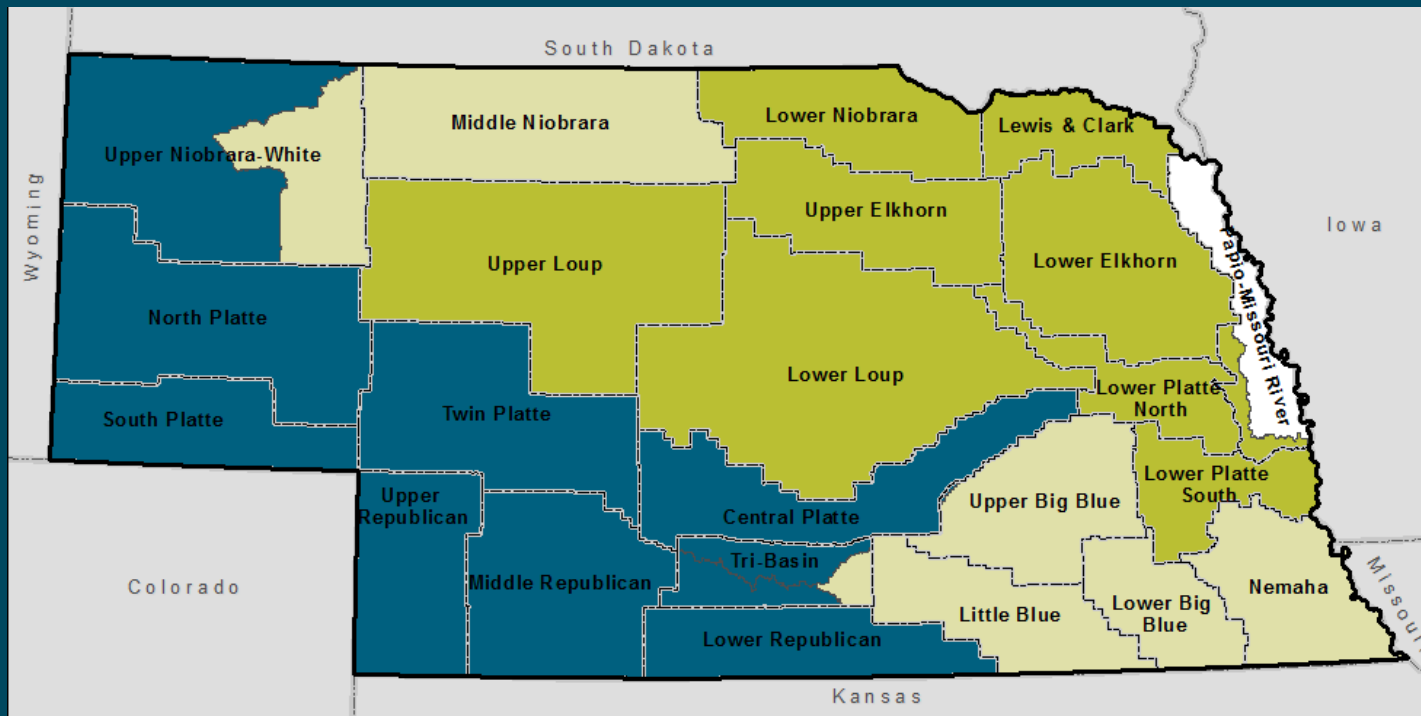 South Dakota
Wyoming
Iowa
Colorado
Kansas
Missouri
Upper Niobrara-White
Middle Niobrara
Lower Niobrara
Lewis & Clark
Upper Elkhorn
Lower Elkhorn
Papio-Missouri River
Upper Loup
North Platte
South Platte
Twin Platte
Lower Loup
Lower Platte
North
Lower Platte
South
Upper
Republican
Central Platte
Upper Big Blue
Middle Republican
Tri-Basin
Lower Republican
Little Blue
Lower Big
Blue
Nemaha